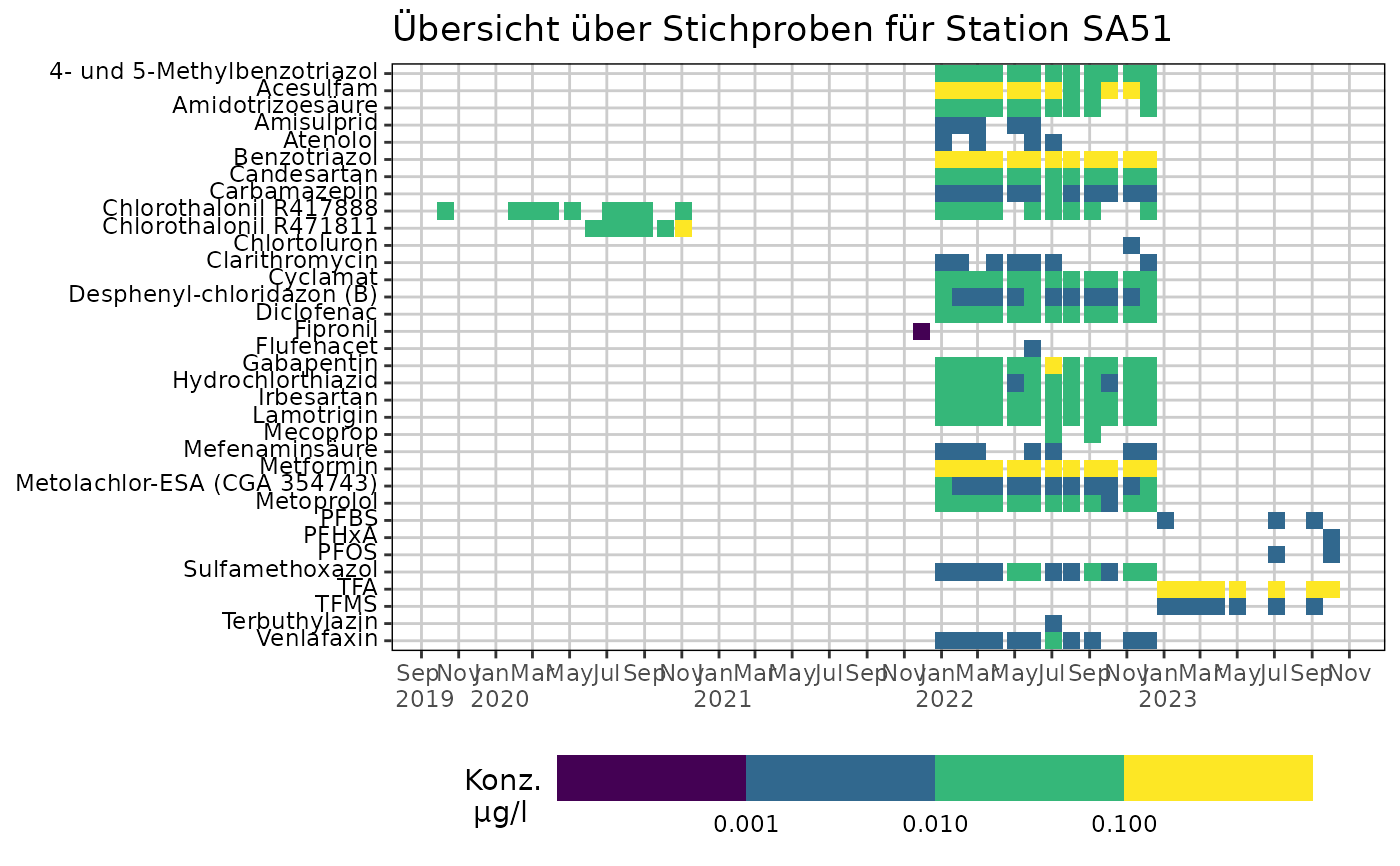 Übersicht über Stichproben für Station SA51
4- und 5-Methylbenzotriazol
Acesulfam
Amidotrizoesäure
Amisulprid
Atenolol
Benzotriazol
Candesartan
Carbamazepin
Chlorothalonil R417888
Chlorothalonil R471811
Chlortoluron
Clarithromycin
Cyclamat
Desphenyl-chloridazon (B)
Diclofenac
Fipronil
Flufenacet
Gabapentin
Hydrochlorthiazid
Irbesartan
Lamotrigin
Mecoprop
Mefenaminsäure
Metformin
Metolachlor-ESA (CGA 354743)
Metoprolol
PFBS
PFHxA
PFOS
Sulfamethoxazol
TFA
TFMS
Terbuthylazin
Venlafaxin
Sep Nov Jan Mar May Jul Sep Nov Jan Mar May Jul Sep Nov Jan Mar May Jul Sep Nov Jan Mar May Jul Sep Nov
2019 2020 2021 2022 2023
Konz.
µg/l
0.001 0.010 0.100